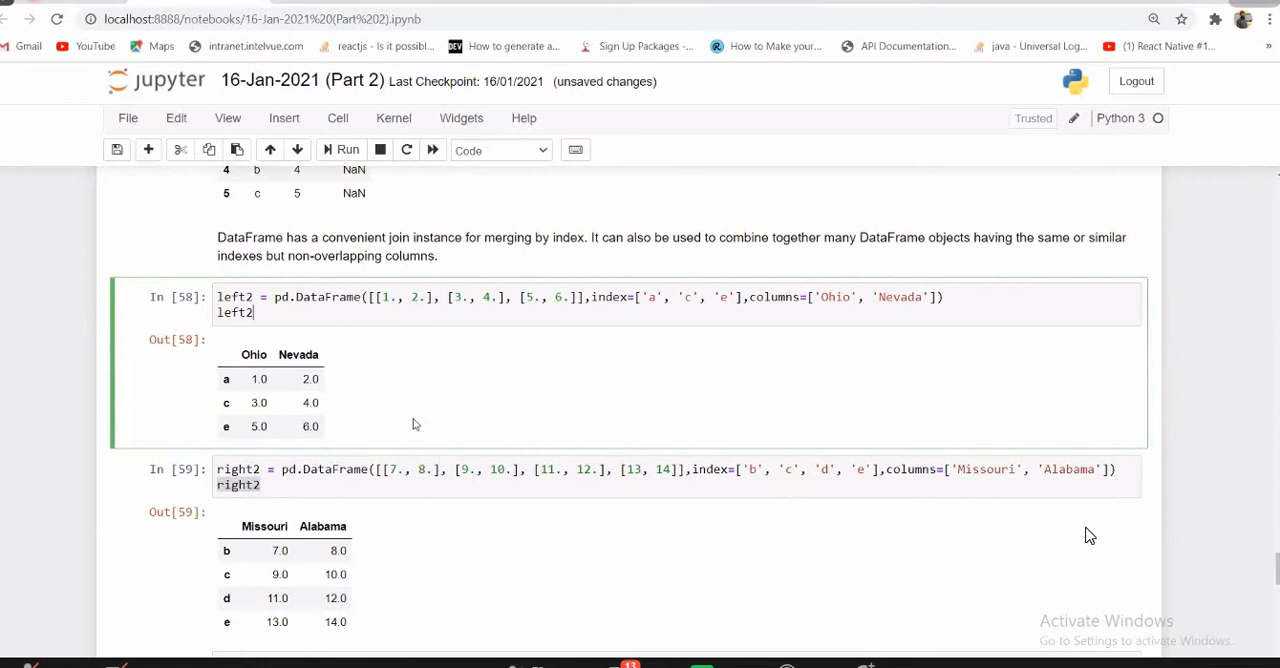 localhost:8888/notebooks/16-Jan-2021%20(Part%202).ipynb
Gmail YouTube Maps intranet.intelvue.com reactjs - Is it possibl... DEV How to generate a... Sign Up Packages -... How to Make your... API Documentation... java - Universal Log... (1) React Native #1... »
jupyter 16-Jan-2021 (Part 2) Last Checkpoint: 16/01/2021 (unsaved changes) Logout
File Edit View Insert Cell Kernel Widgets Help Trusted Python 3
Run Code
4 b 4 NaN
5 c 5 NaN
DataFrame has a convenient join instance for merging by index. It can also be used to combine together many DataFrame objects having the same or similar
indexes but non-overlapping columns.
In [58]: left2 = pd.DataFrame([[1., 2.], [3., 4.], [5., 6.]],index=['a', 'c', 'e'],columns=['Ohio', 'Nevada'])
left2
Out[58]:
Ohio Nevada
a 1.0 2.0
c 3.0 4.0
e 5.0 6.0
In [59]: right2 = pd.DataFrame([[7., 8.], [9., 10.], [11., 12.], [13, 14]],index=['b', 'c', 'd', 'e'],columns=['Missouri', 'Alabama'])
right2
Out[59]:
Missouri Alabama
b 7.0 8.0
c 9.0 10.0
d 11.0 12.0
e 13.0 14.0
Activate Windows
Go to Settings to activate Windows.
13